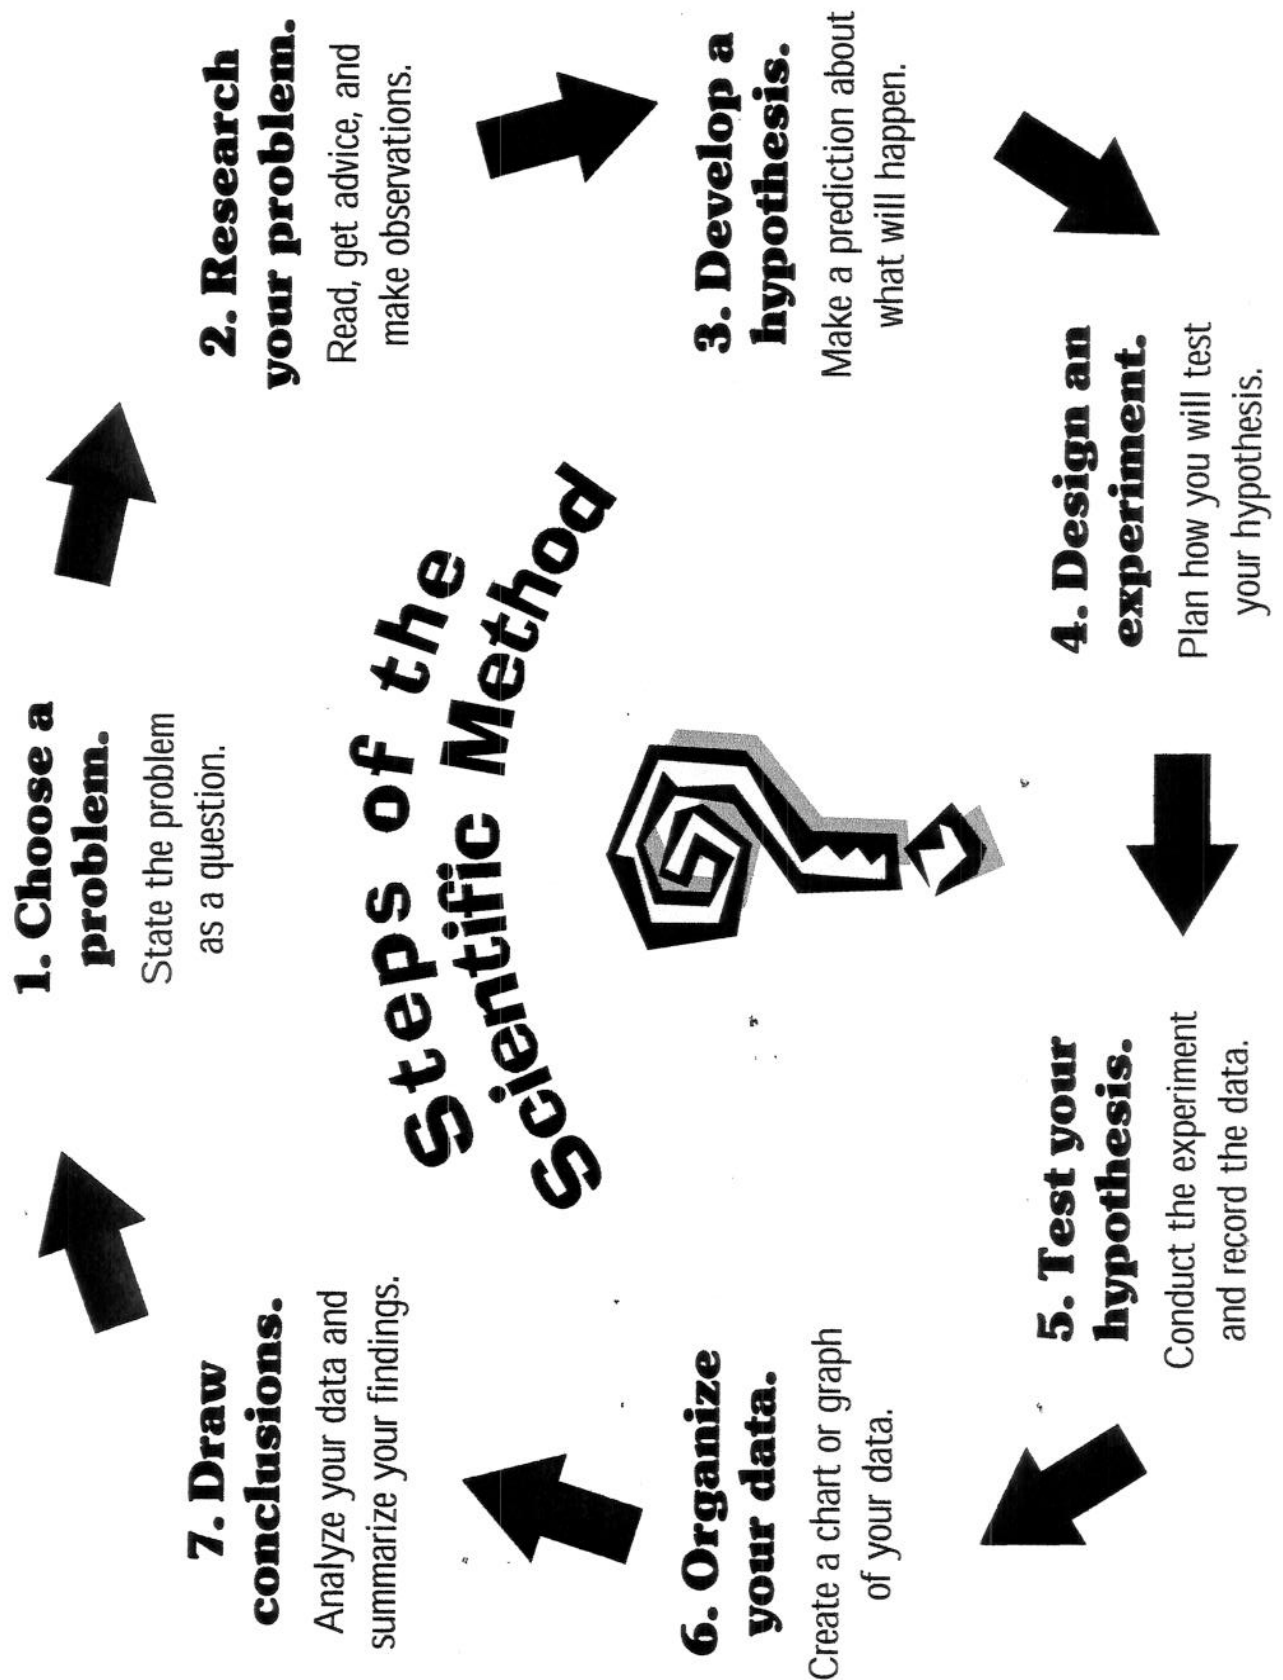 Steps of the
Scientific Method
1. Choose a
problem.
State the problem
as a question.
2. Research
your problem.
Read, get advice, and
make observations.
3. Develop a
hypothesis.
Make a prediction about
what will happen.
4. Design an
experiment.
Plan how you will test
your hypothesis.
5. Test your
hypothesis.
Conduct the experiment
and record the data.
6. Organize
your data.
Create a chart or graph
of your data.
7. Draw
conclusions.
Analyze your data and
summarize your findings.